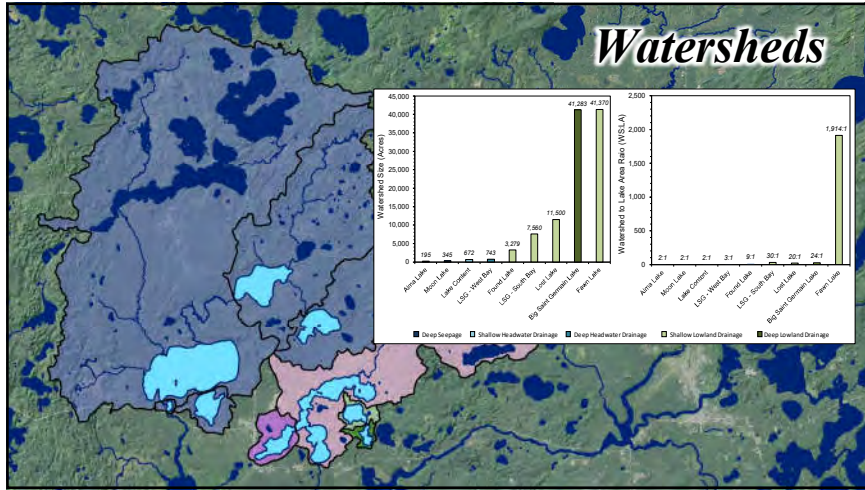 Watersheds
Watershed Size (Acres)
45,000
40,000
35,000
30,000
25,000
20,000
15,000
10,000
5,000
0
195
345
672
743
3,279
7,560
11,500
41,283
41,370
Alma Lake
Moon Lake
Lake Content
LSG - West Bay
Found Lake
LSG - South Bay
Lost Lake
Big Saint Germain Lake
Fawn Lake
Watershed to Lake Area Raio (WS:LA)
2,500
2,000
1,500
1,000
500
0
2:1
2:1
2:1
3:1
9:1
30:1
20:1
24:1
1,914:1
Alma Lake
Moon Lake
Lake Content
LSG - West Bay
Found Lake
LSG - South Bay
Lost Lake
Big Saint Germain Lake
Fawn Lake
Deep Seepage
Shallow Headwater Drainage
Deep Headwater Drainage
Shallow Lowland Drainage
Deep Lowland Drainage